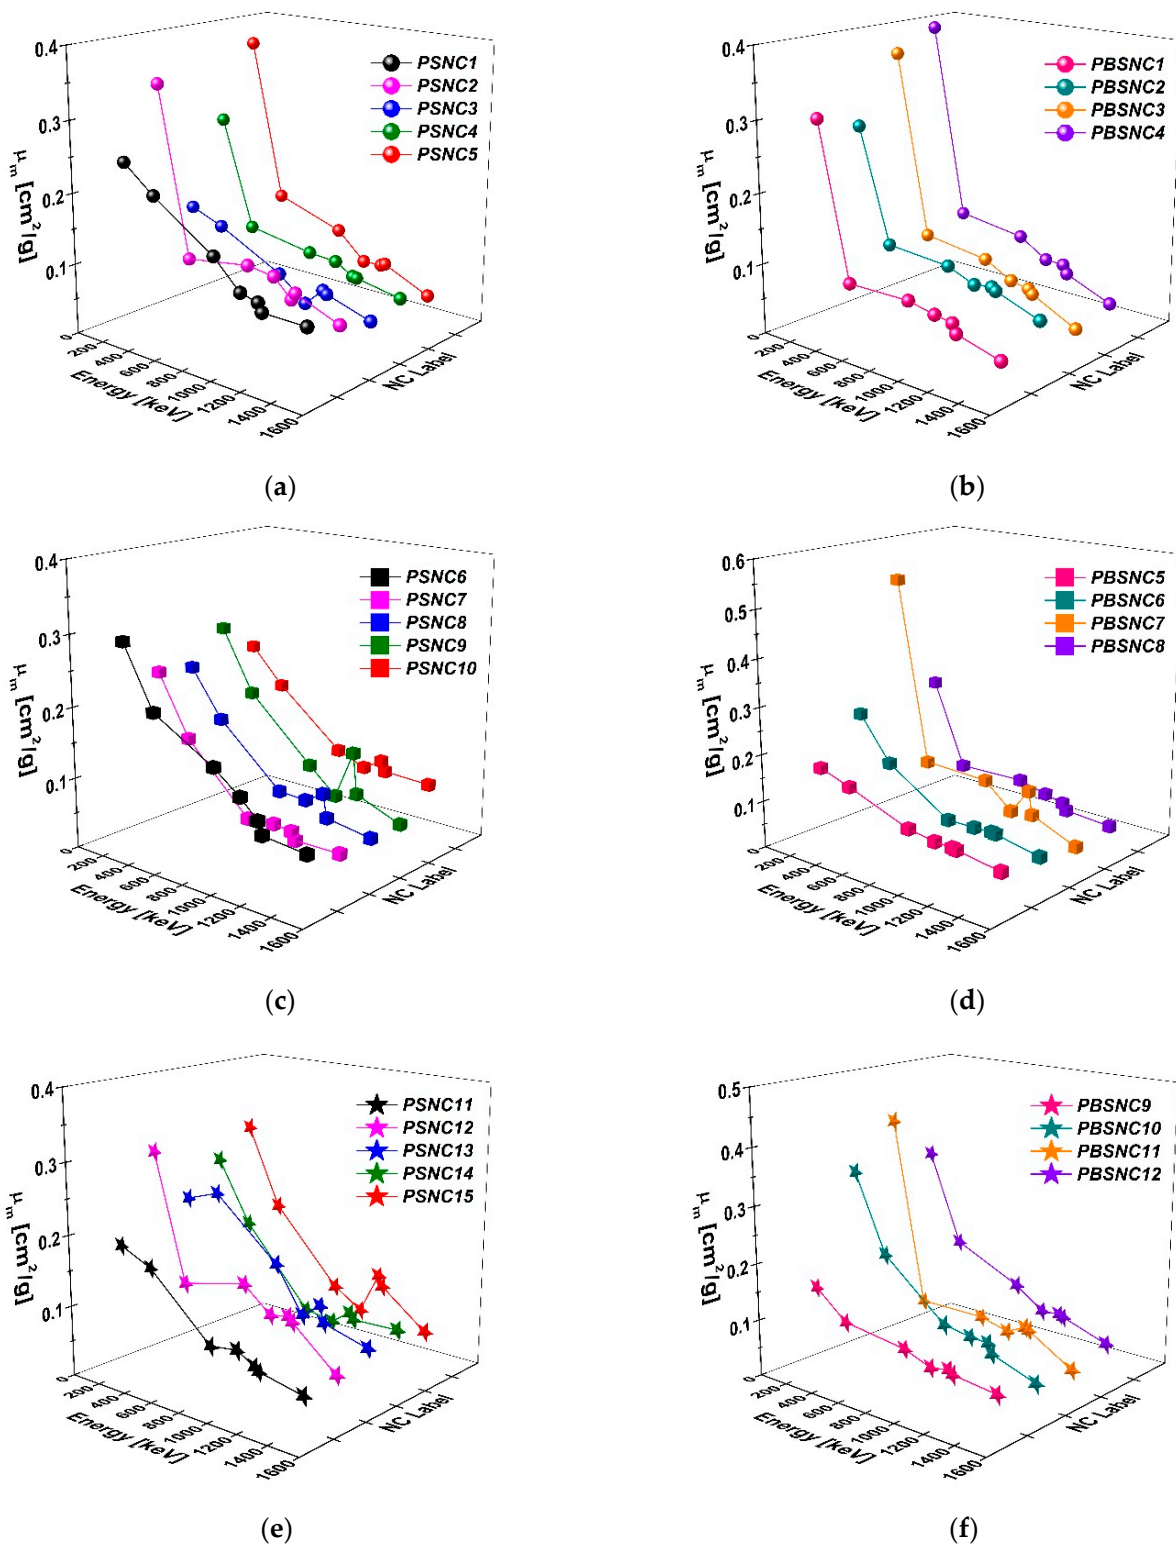 0.4
0.3
0.2
0.1
0
μm [cm²/g]
PSNC1
PSNC2
PSNC3
PSNC4
PSNC5
200
400
600
800
1000
1200
1400
1600
Energy [keV]
NC Label
(a)
0.4
0.3
0.2
0.1
0
μm [cm²/g]
PBSNC1
PBSNC2
PBSNC3
PBSNC4
200
400
600
800
1000
1200
1400
1600
Energy [keV]
NC Label
(b)
0.4
0.3
0.2
0.1
0
μm [cm²/g]
PSNC6
PSNC7
PSNC8
PSNC9
PSNC10
200
400
600
800
1000
1200
1400
1600
Energy [keV]
NC Label
(c)
0.6
0.5
0.4
0.3
0.2
0.1
0
μm [cm²/g]
PBSNC5
PBSNC6
PBSNC7
PBSNC8
200
400
600
800
1000
1200
1400
1600
Energy [keV]
NC Label
(d)
0.4
0.3
0.2
0.1
0
μm [cm²/g]
PSNC11
PSNC12
PSNC13
PSNC14
PSNC15
200
400
600
800
1000
1200
1400
1600
Energy [keV]
NC Label
(e)
0.5
0.4
0.3
0.2
0.1
0
μm [cm²/g]
PBSNC9
PBSNC10
PBSNC11
PBSNC12
200
400
600
800
1000
1200
1400
1600
Energy [keV]
NC Label
(f)